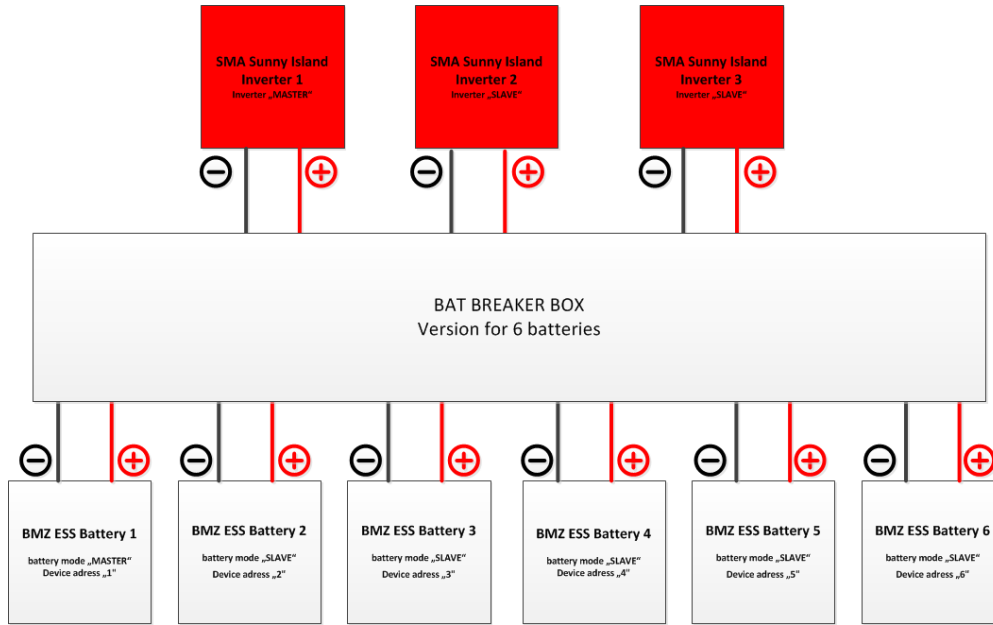 SMA Sunny Island
Inverter 1
Inverter „MASTER“
SMA Sunny Island
Inverter 2
Inverter „SLAVE“
SMA Sunny Island
Inverter 3
Inverter „SLAVE“
BAT BREAKER BOX
Version for 6 batteries
BMZ ESS Battery 1
battery mode „MASTER“
Device adress „1“
BMZ ESS Battery 2
battery mode „SLAVE“
Device adress „2“
BMZ ESS Battery 3
battery mode „SLAVE“
Device adress „3“
BMZ ESS Battery 4
battery mode „SLAVE“
Device adress „4“
BMZ ESS Battery 5
battery mode „SLAVE“
Device adress „5“
BMZ ESS Battery 6
battery mode „SLAVE“
Device adress „6“